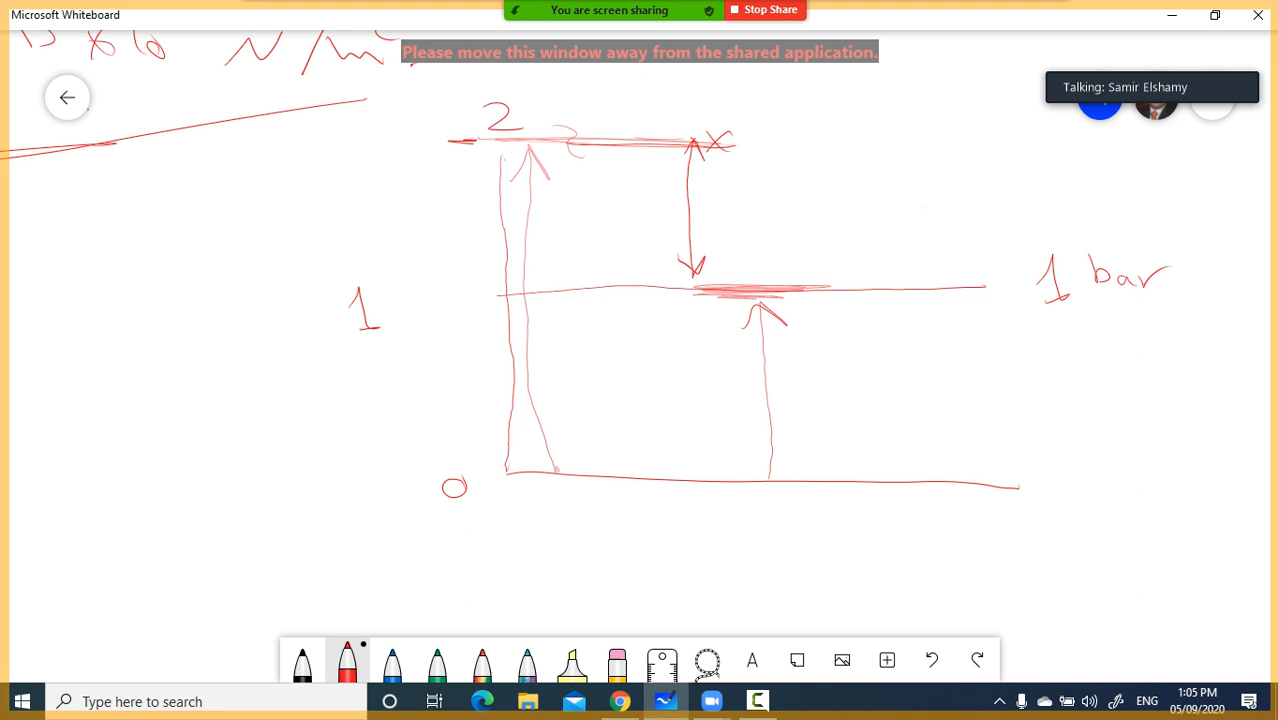 Microsoft Whiteboard
You are screen sharing
Stop Share
Please move this window away from the shared application.
Talking: Samir Elshamy
N/m
2
2
x
1
1 bar
0
A
Type here to search
ENG
1:05 PM
05/09/2020